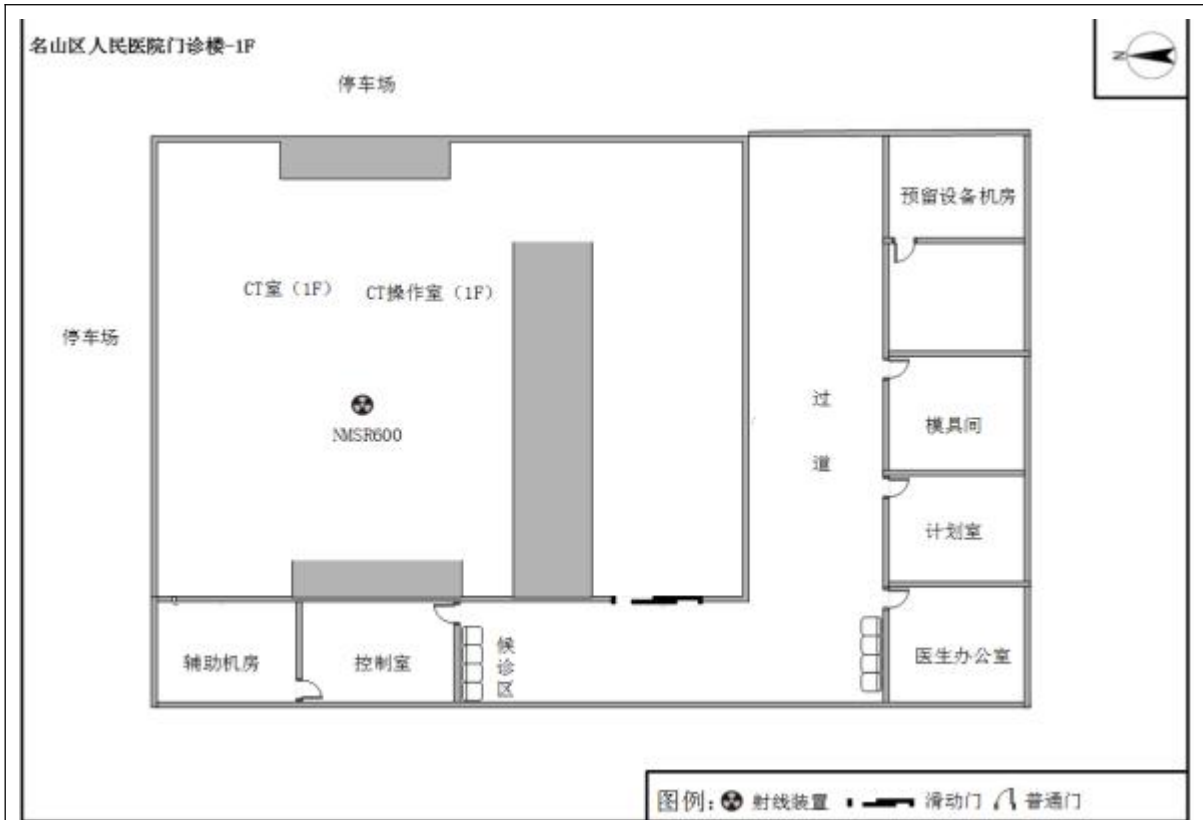 名山区人民医院门诊楼-1F
N
停车场
预留设备机房
CT室（1F） CT操作室（1F）
停车场
过道
NMSR600
模具间
计划室
候诊区
辅助机房
控制室
医生办公室
图例：射线装置 滑动门 普通门